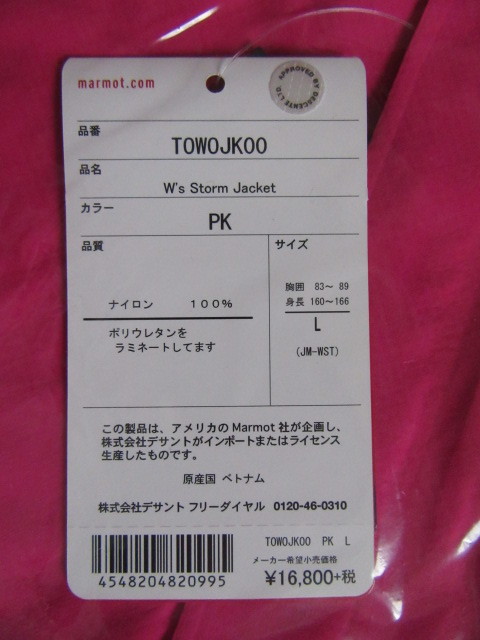 marmot.com
APPROVED BY DESCENTE LTD.
品番
TOWOJK00
品名
W's Storm Jacket
カラー
PK
品質
サイズ
ナイロン 100%
ポリウレタンを
ラミネートしてます
胸囲 83~ 89
身長 160~166
L
(JM-WST)
この製品は、アメリカのMarmot社が企画し、
株式会社デサントがインポートまたはライセンス
生産したものです。
原産国 ベトナム
株式会社デサント フリーダイヤル 0120-46-0310
TOWOJK00 PK L
メーカー希望小売価格
¥16,800+税
4548204820995